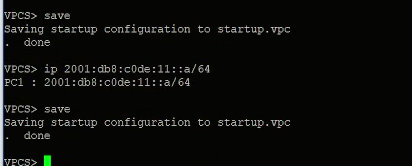 VPCS> save
Saving startup configuration to startup.vpc
.  done
VPCS> ip 2001:db8:c0de:11::a/64
PC1 : 2001:db8:c0de:11::a/64
VPCS> save
Saving startup configuration to startup.vpc
.  done
VPCS>